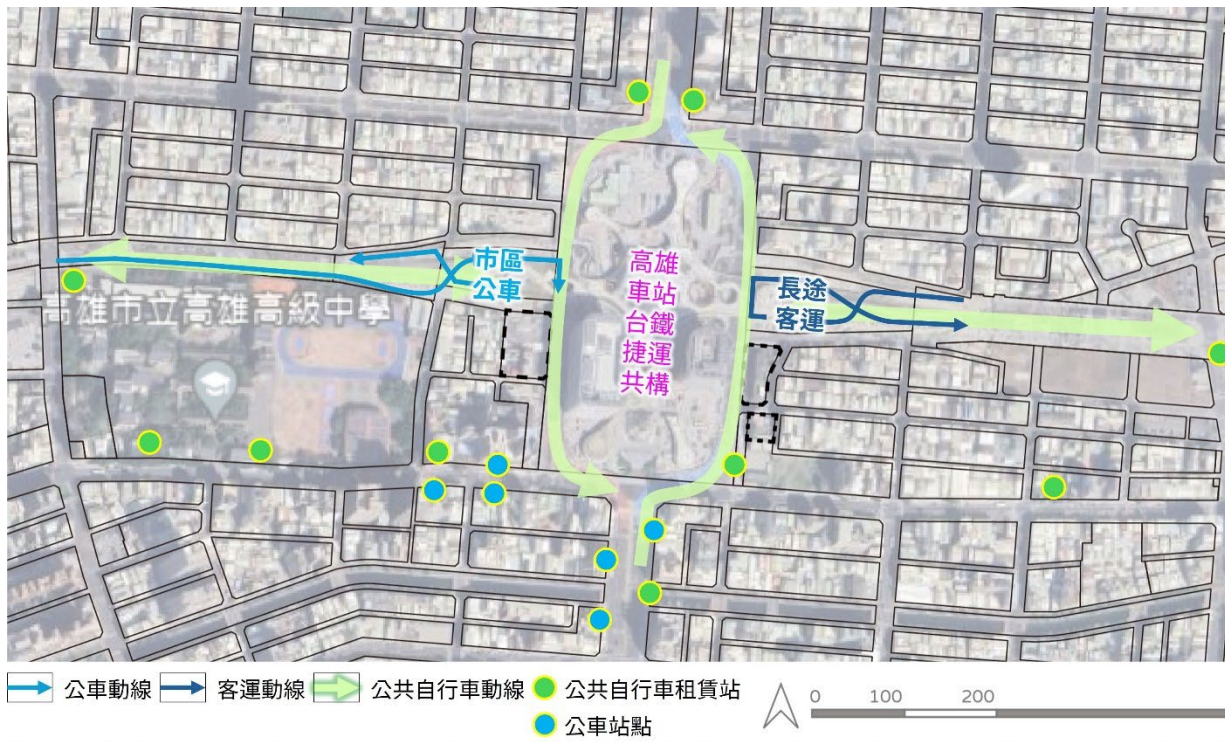 市區
公車
高雄
車站
台鐵
捷運
共構
長途
客運
高雄市立高雄高級中學
公車動線
客運動線
公共自行車動線
公共自行車租賃站
公車站點
0 100 200